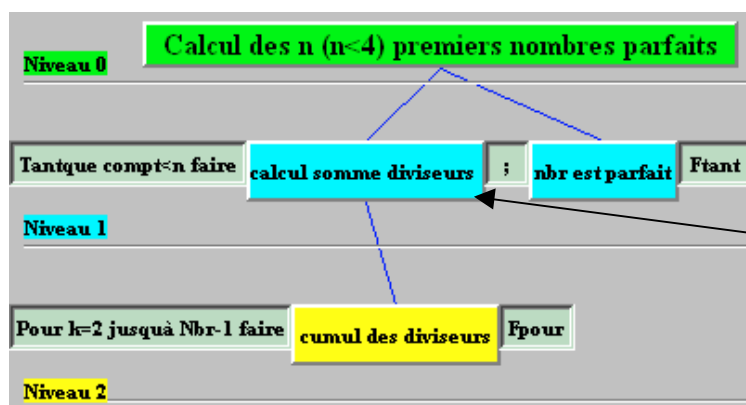 Calcul des n (n<4) premiers nombres parfaits
Niveau 0
Tantque compt<n faire calcul somme diviseurs ; nbr est parfait Ftant
Niveau 1
Pour k=2 jusquà Nbr-1 faire cumul des diviseurs Fpour
Niveau 2